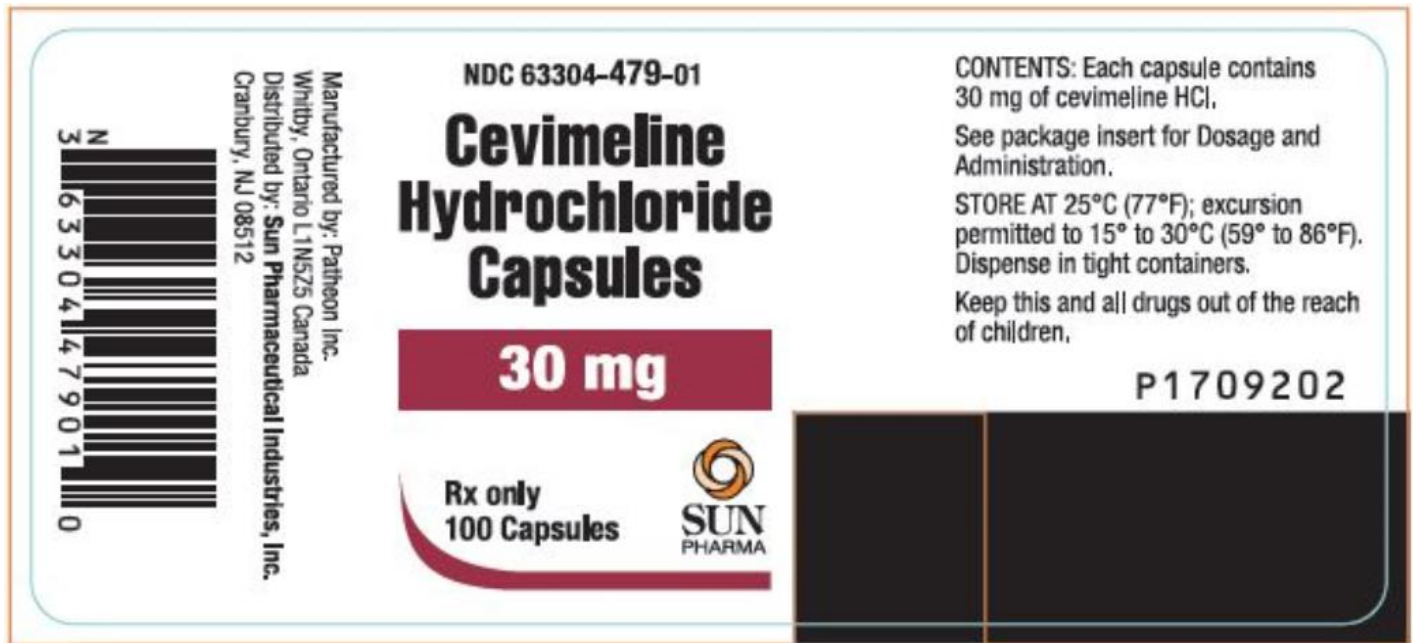 NDC 63304-479-01
Cevimeline
Hydrochloride
Capsules
30 mg
Rx only
100 Capsules
SUN
PHARMA
Manufactured by: Patheon Inc.
Whitby, Ontario L1N5Z5 Canada
Distributed by: Sun Pharmaceutical Industries, Inc.
Cranbury, NJ 08512
N
3 63304 47901 0
CONTENTS: Each capsule contains
30 mg of cevimeline HCl.
See package insert for Dosage and
Administration.
STORE AT 25°C (77°F); excursion
permitted to 15° to 30°C (59° to 86°F).
Dispense in tight containers.
Keep this and all drugs out of the reach
of children.
P1709202